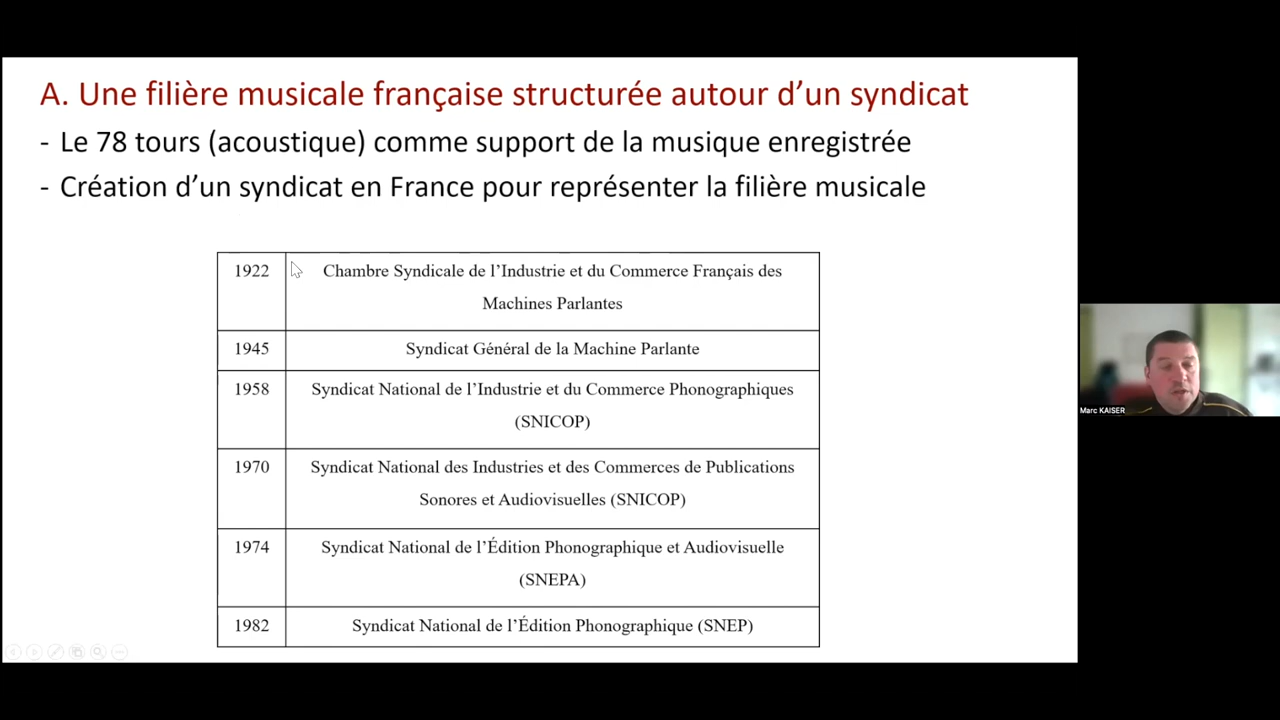 A. Une filière musicale française structurée autour d’un syndicat
- Le 78 tours (acoustique) comme support de la musique enregistrée
- Création d’un syndicat en France pour représenter la filière musicale
1922 Chambre Syndicale de l’Industrie et du Commerce Français des
Machines Parlantes
1945 Syndicat Général de la Machine Parlante
1958 Syndicat National de l’Industrie et du Commerce Phonographiques
(SNICOP)
1970 Syndicat National des Industries et des Commerces de Publications
Sonores et Audiovisuelles (SNICOP)
1974 Syndicat National de l’Édition Phonographique et Audiovisuelle
(SNEPA)
1982 Syndicat National de l’Édition Phonographique (SNEP)
Marc KAISER